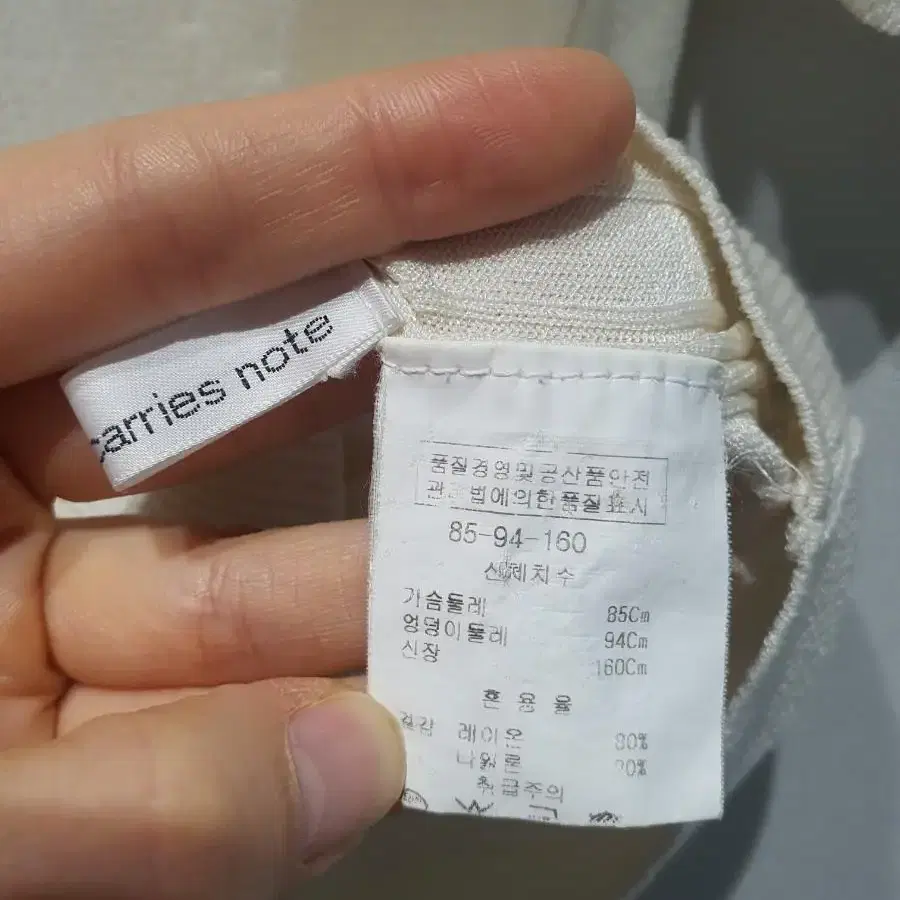 carries note
품질경영및공산품안전
관리법에의한품질표시
85-94-160
신체치수
가슴둘레 85Cm
엉덩이둘레 94Cm
신장 160Cm
혼용율
겉감 레이온 80%
나일론 20%
취급주의